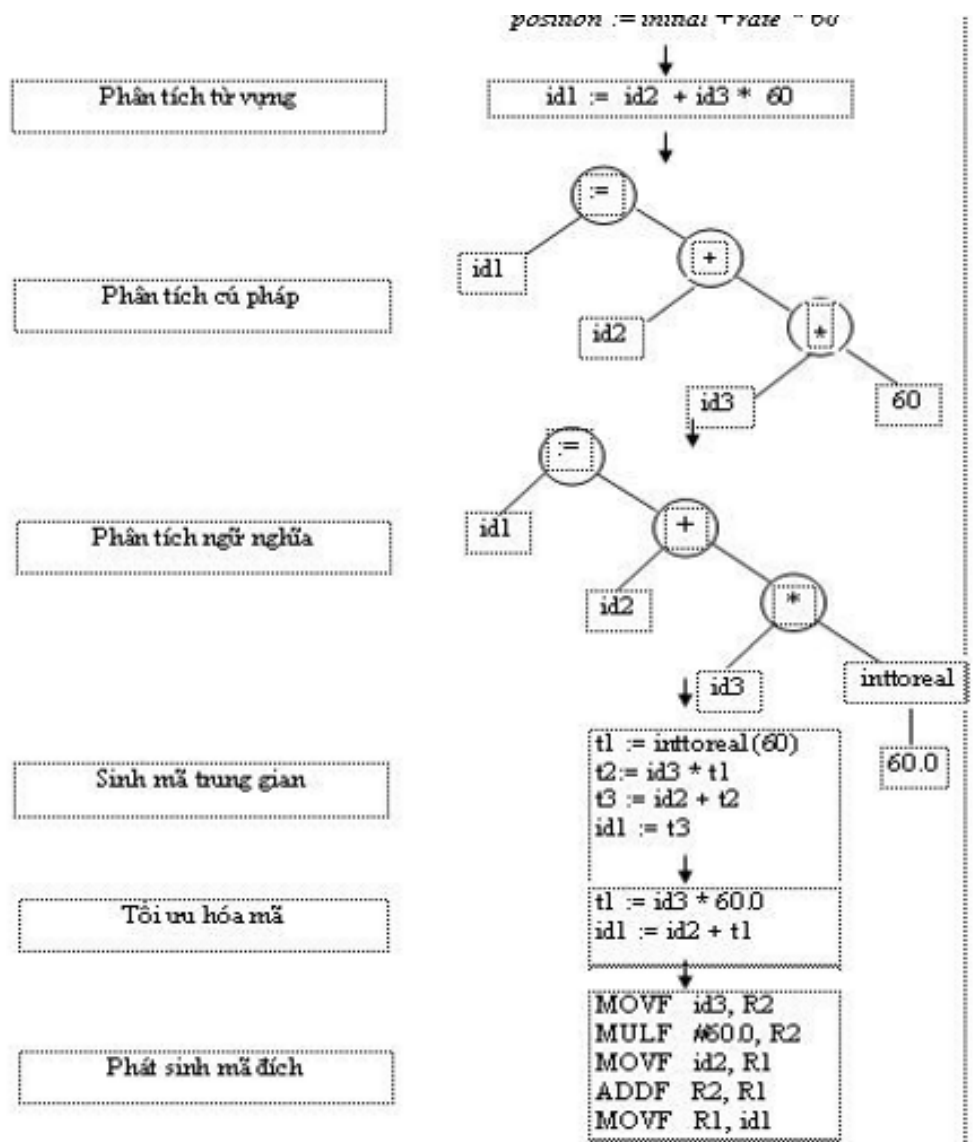 position := initial + rate * 60
Phân tích từ vựng
id1 := id2 + id3 * 60
:=
id1
+
Phân tích cú pháp
id2
*
id3
60
:=
id1
+
Phân tích ngữ nghĩa
id2
*
id3
inttoreal
60.0
Sinh mã trung gian
t1 := inttoreal(60)
t2:= id3 * t1
t3 := id2 + t2
id1 := t3
Tối ưu hóa mã
t1 := id3 * 60.0
id1 := id2 + t1
Phát sinh mã đích
MOVF id3, R2
MULF #60.0, R2
MOVF id2, R1
ADDF R2, R1
MOVF R1, id1